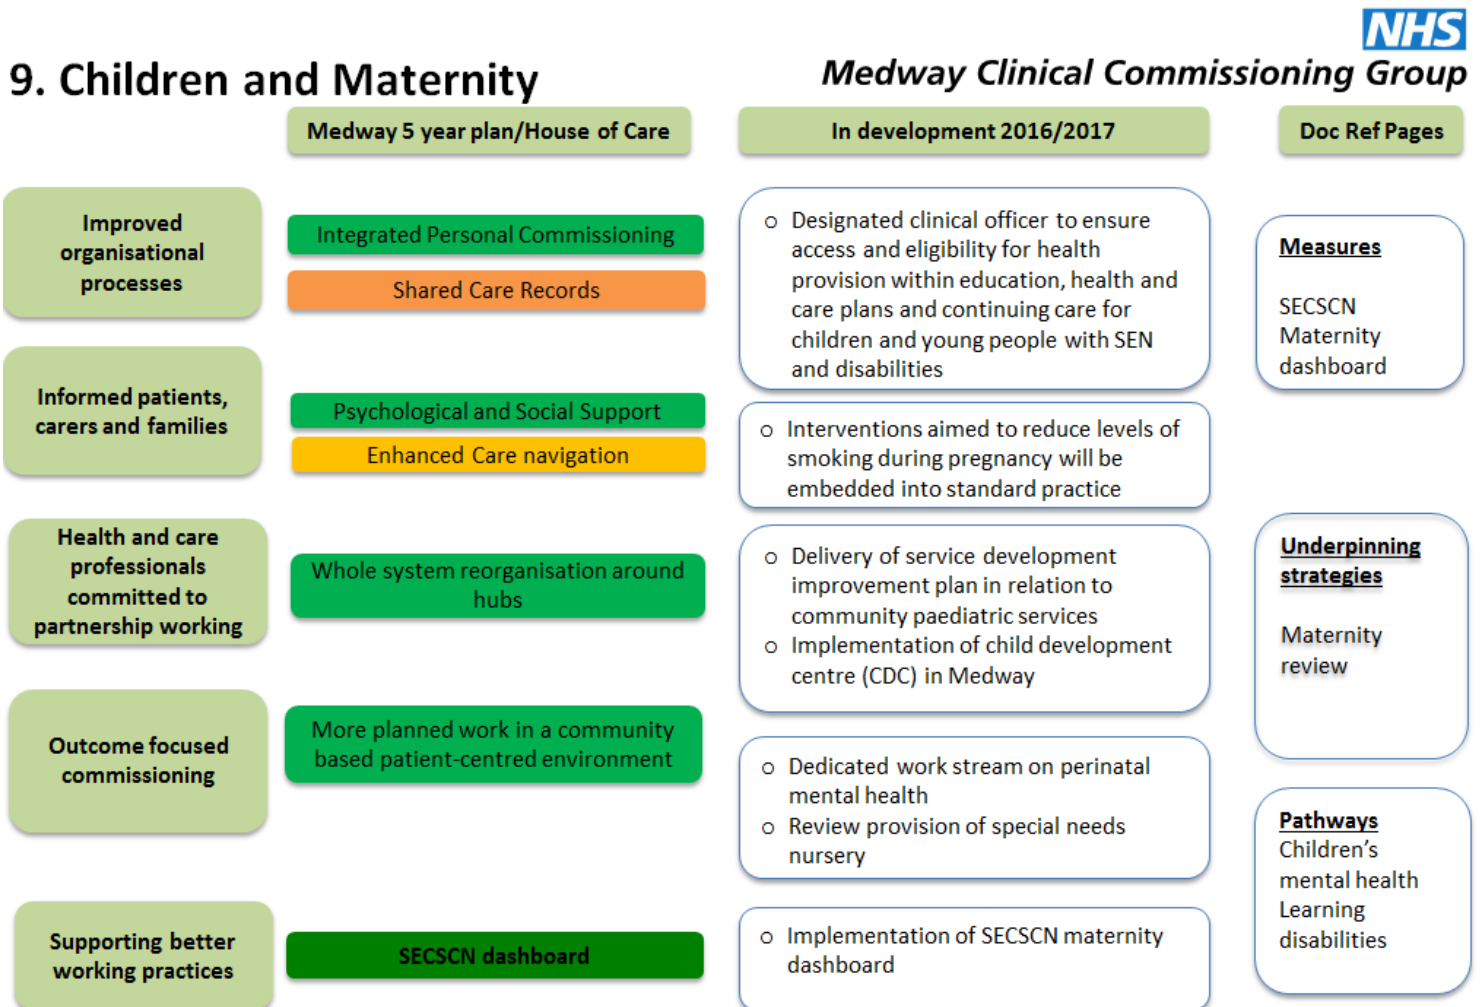 NHS
9. Children and Maternity
Medway Clinical Commissioning Group
Medway 5 year plan/House of Care
In development 2016/2017
Doc Ref Pages
Improved
organisational
processes
Integrated Personal Commissioning
Shared Care Records
o Designated clinical officer to ensure
access and eligibility for health
provision within education, health and
care plans and continuing care for
children and young people with SEN
and disabilities
Measures
SECSCN
Maternity
dashboard
Informed patients,
carers and families
Psychological and Social Support
Enhanced Care navigation
o Interventions aimed to reduce levels of
smoking during pregnancy will be
embedded into standard practice
Health and care
professionals
committed to
partnership working
Whole system reorganisation around
hubs
o Delivery of service development
improvement plan in relation to
community paediatric services
o Implementation of child development
centre (CDC) in Medway
Underpinning
strategies
Maternity
review
Outcome focused
commissioning
More planned work in a community
based patient-centred environment
o Dedicated work stream on perinatal
mental health
o Review provision of special needs
nursery
Pathways
Children's
mental health
Learning
disabilities
Supporting better
working practices
SECSCN dashboard
o Implementation of SECSCN maternity
dashboard